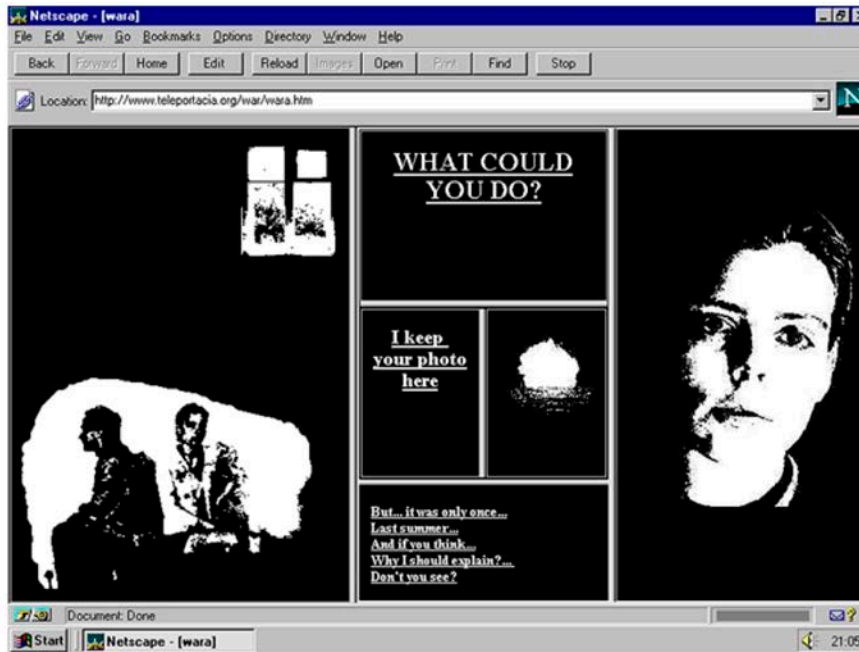 Netscape - [wara]
File Edit View Go Bookmarks Options Directory Window Help
Back Forward Home Edit Reload Images Open Print Find Stop
Location: http://www.teleportacia.org/war/wara.htm
N
WHAT COULD
YOU DO?
I keep
your photo
here
But... it was only once...
Last summer...
And if you think...
Why I should explain?...
Don't you see?
Document: Done
Start Netscape - [wara] 21:05